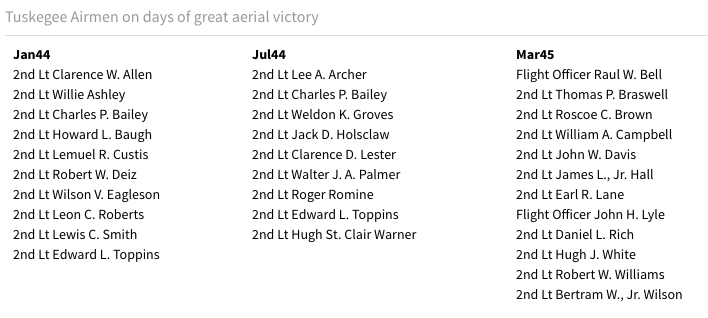 Tuskegee Airmen on days of great aerial victory
Jan44
2nd Lt Clarence W. Allen
2nd Lt Willie Ashley
2nd Lt Charles P. Bailey
2nd Lt Howard L. Baugh
2nd Lt Lemuel R. Custis
2nd Lt Robert W. Deiz
2nd Lt Wilson V. Eagleson
2nd Lt Leon C. Roberts
2nd Lt Lewis C. Smith
2nd Lt Edward L. Toppins
Jul44
2nd Lt Lee A. Archer
2nd Lt Charles P. Bailey
2nd Lt Weldon K. Groves
2nd Lt Jack D. Holsclaw
2nd Lt Clarence D. Lester
2nd Lt Walter J. A. Palmer
2nd Lt Roger Romine
2nd Lt Edward L. Toppins
2nd Lt Hugh St. Clair Warner
Mar45
Flight Officer Raul W. Bell
2nd Lt Thomas P. Braswell
2nd Lt Roscoe C. Brown
2nd Lt William A. Campbell
2nd Lt John W. Davis
2nd Lt James L., Jr. Hall
2nd Lt Earl R. Lane
Flight Officer John H. Lyle
2nd Lt Daniel L. Rich
2nd Lt Hugh J. White
2nd Lt Robert W. Williams
2nd Lt Bertram W., Jr. Wilson